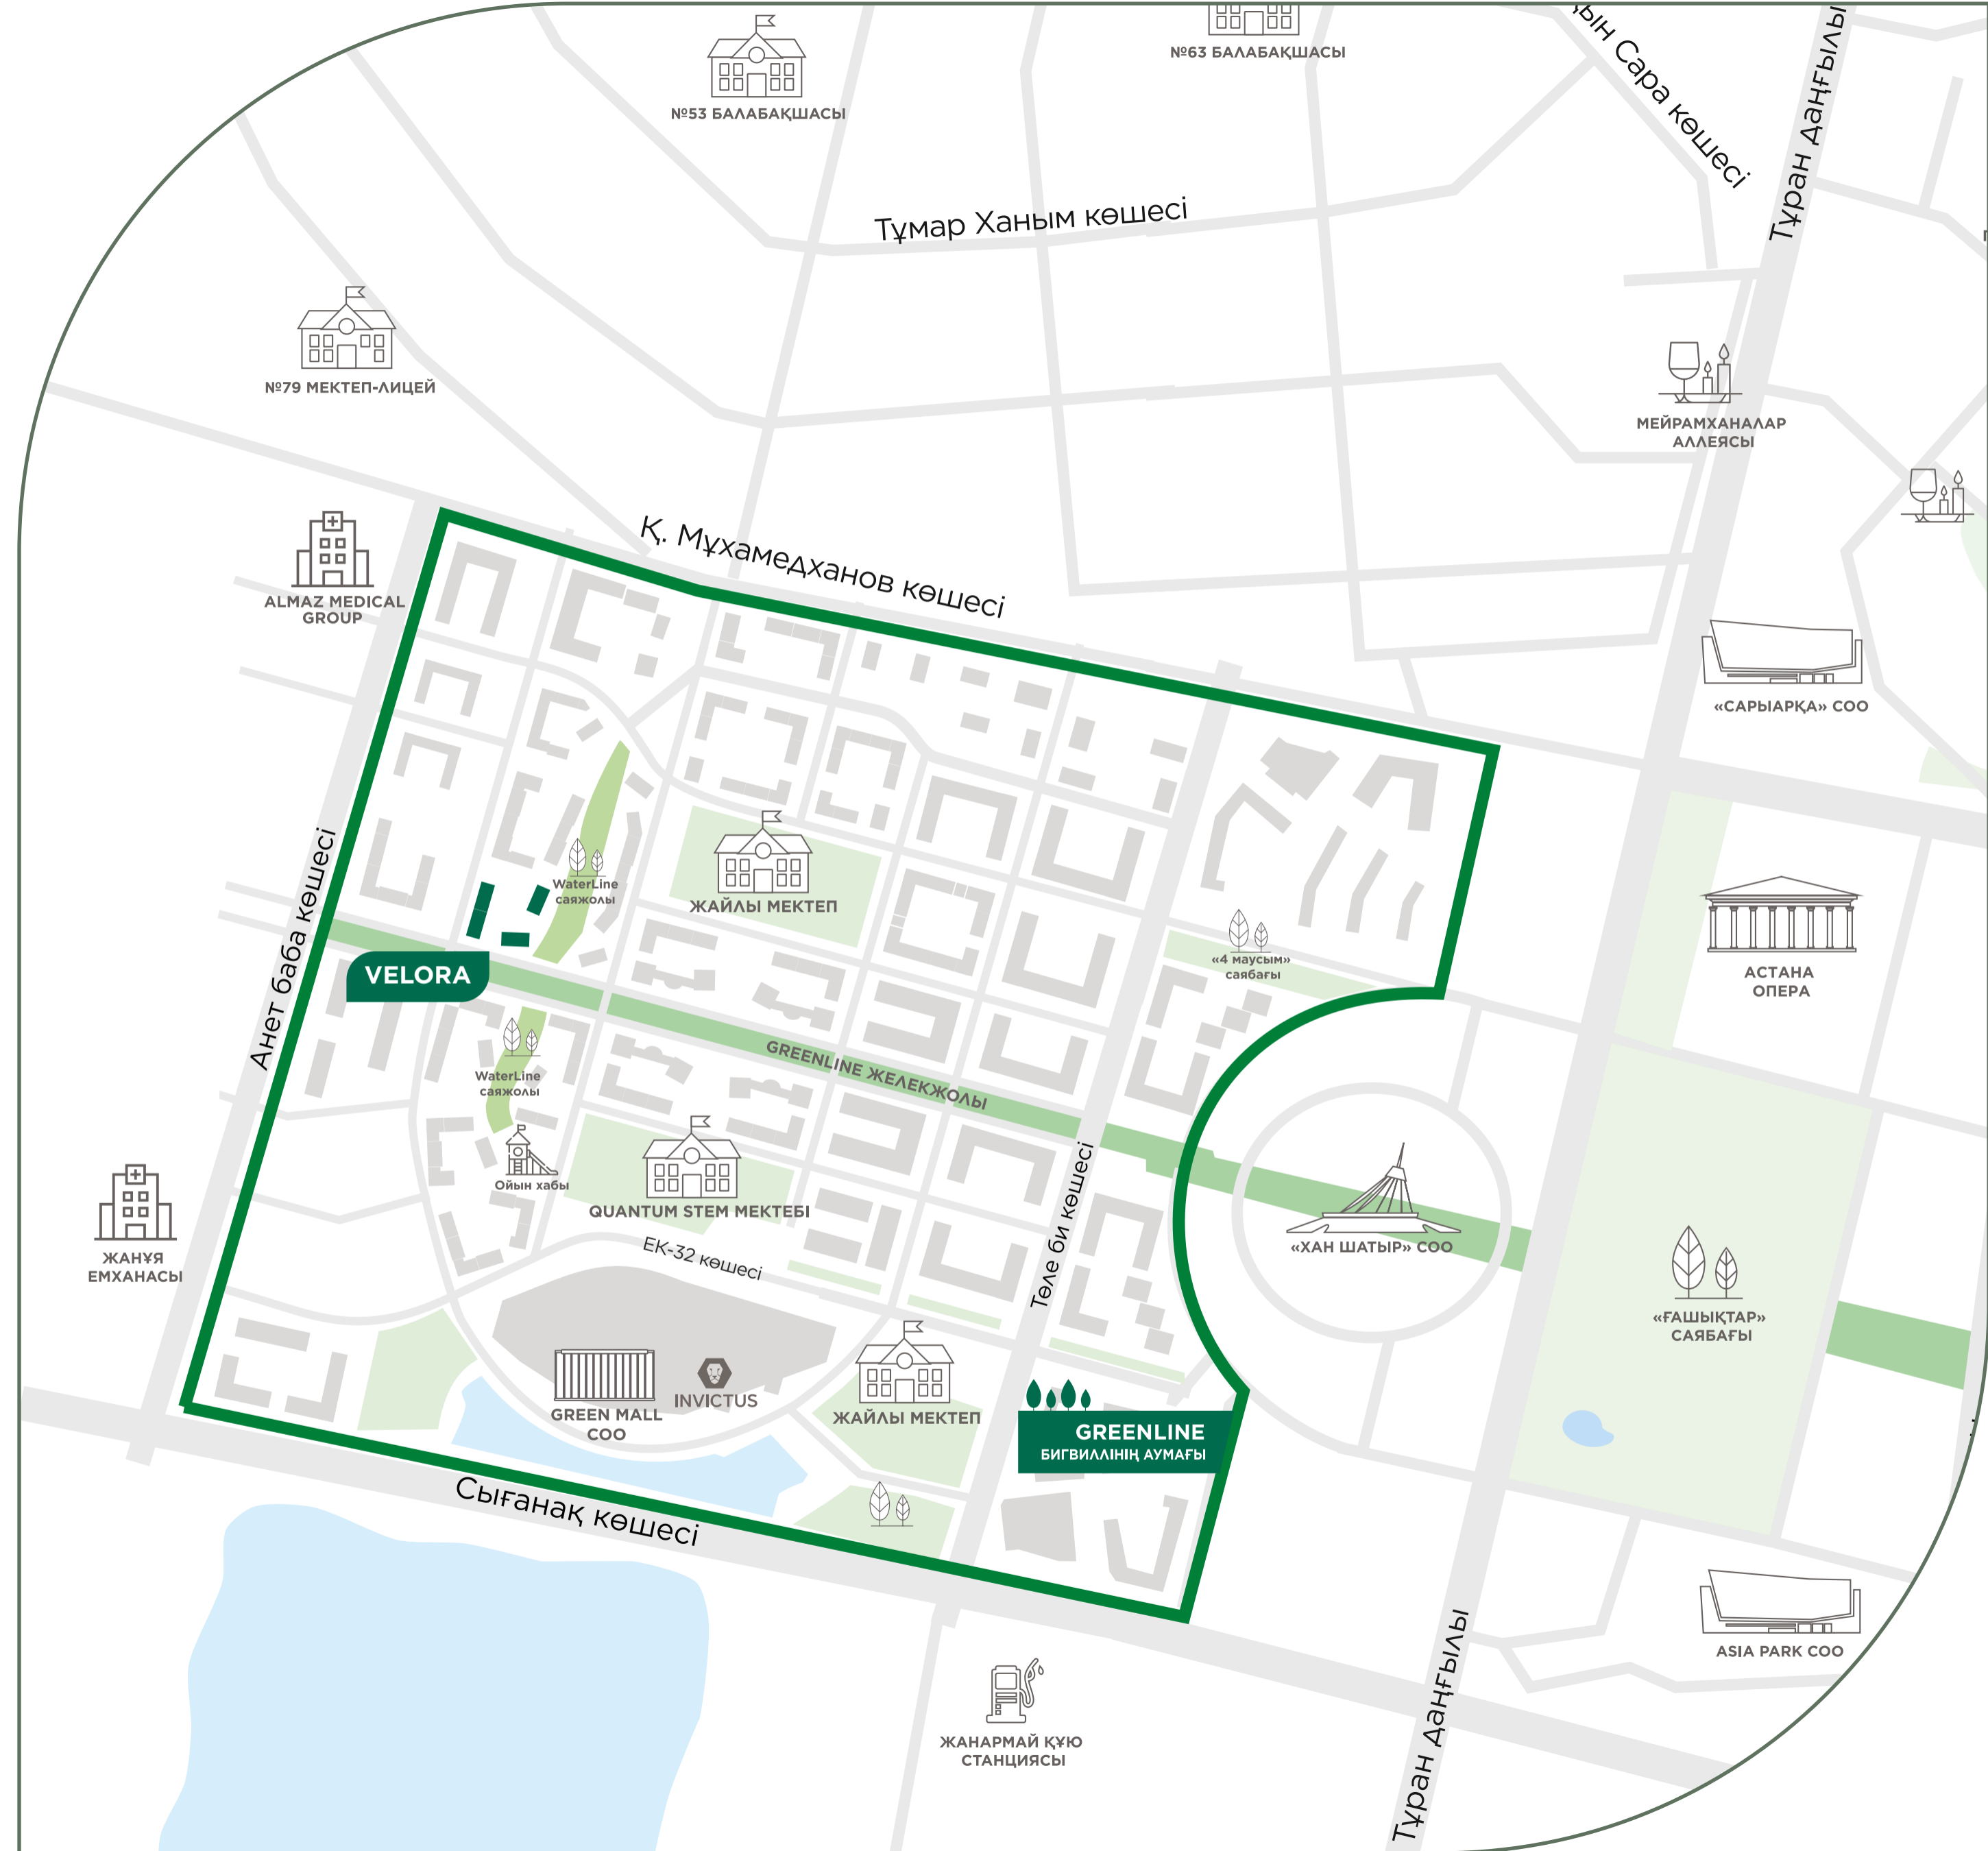 №63 БАЛАБАҚШАСЫ
№53 БАЛАБАҚШАСЫ
Сара көшесі
Тұран даңғылы
Тұмар Ханым көшесі
№79 МЕКТЕП-ЛИЦЕЙ
МЕЙРАМХАНАЛАР
АЛЛЕЯСЫ
Қ. Мұхамедханов көшесі
ALMAZ MEDICAL
GROUP
«САРЫАРҚА» СОО
WaterLine
саяжолы
ЖАЙЛЫ МЕКТЕП
Анет баба көшесі
«4 маусым»
саябағы
АСТАНА
ОПЕРА
VELORA
GREENLINE ЖЕЛЕКЖОЛЫ
WaterLine
саяжолы
Ойын хабы
QUANTUM STEM МЕКТЕБІ
Төле би көшесі
«ХАН ШАТЫР» СОО
ЖАНҰЯ
ЕМХАНАСЫ
ЕК-32 көшесі
«ҒАШЫҚТАР»
САЯБАҒЫ
INVICTUS
GREEN MALL
СОО
ЖАЙЛЫ МЕКТЕП
GREENLINE
БИГВИЛЛІНІҢ АУМАҒЫ
Сығанақ көшесі
ASIA PARK СОО
Тұран даңғылы
ЖАНАРМАЙ ҚҰЮ
СТАНЦИЯСЫ